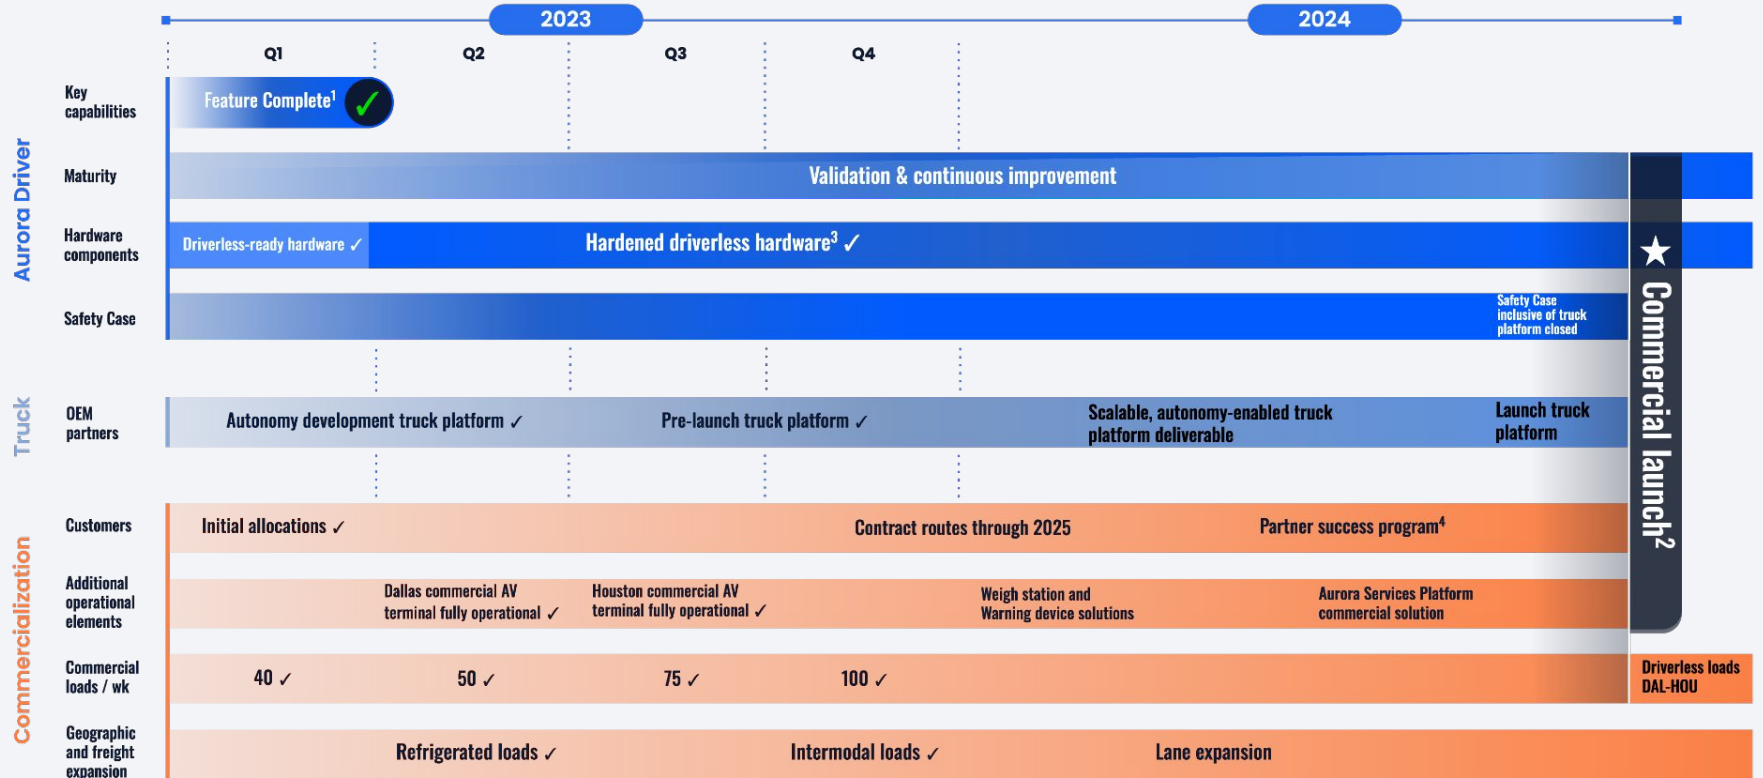 2023
2024
Q1
Q2
Q3
Q4
Aurora Driver
Key
capabilities
Feature Complete1 ✓
Maturity
Validation & continuous improvement
Hardware
components
Driverless-ready hardware ✓
Hardened driverless hardware3 ✓
Safety Case
Safety Case
inclusive of truck
platform closed
★ Commercial launch2
Truck
OEM
partners
Autonomy development truck platform ✓
Pre-launch truck platform ✓
Scalable, autonomy-enabled truck
platform deliverable
Launch truck
platform
Commercialization
Customers
Initial allocations ✓
Contract routes through 2025
Partner success program4
Additional
operational
elements
Dallas commercial AV
terminal fully operational ✓
Houston commercial AV
terminal fully operational ✓
Weigh station and
Warning device solutions
Aurora Services Platform
commercial solution
Commercial
loads / wk
40 ✓
50 ✓
75 ✓
100 ✓
Driverless loads
DAL-HOU
Geographic
and freight
expansion
Refrigerated loads ✓
Intermodal loads ✓
Lane expansion